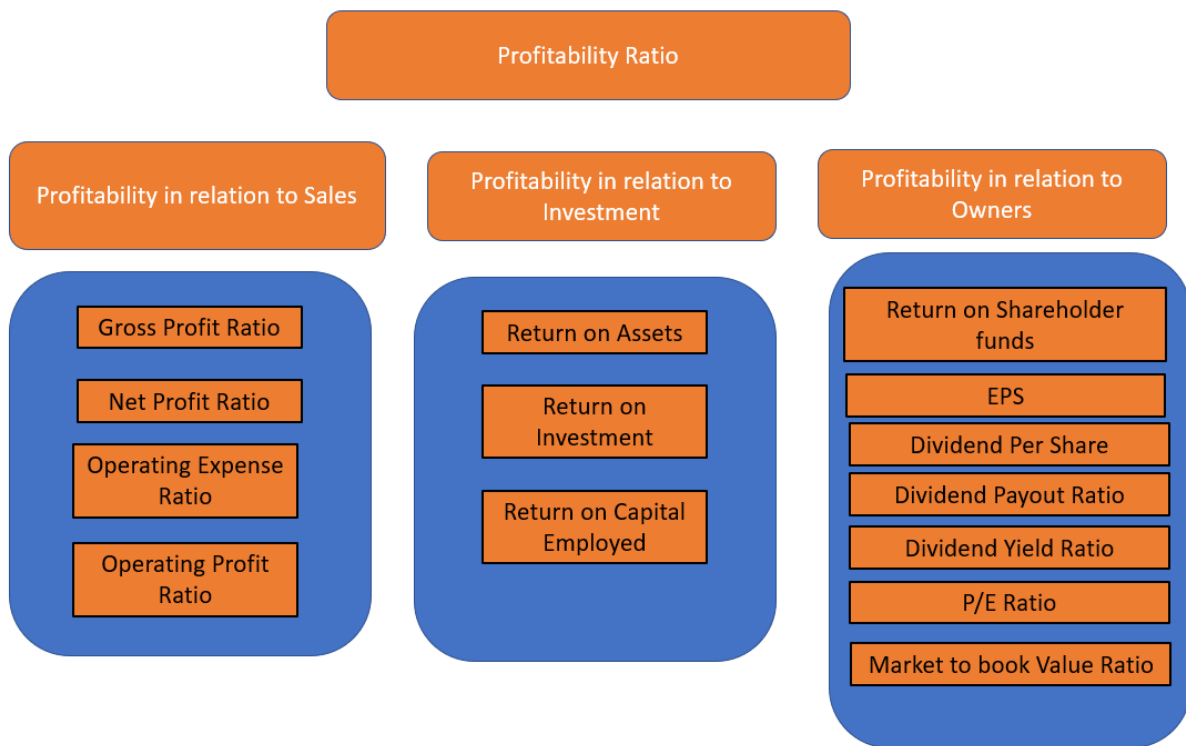 Profitability Ratio
Profitability in relation to Sales
Gross Profit Ratio
Net Profit Ratio
Operating Expense
Ratio
Operating Profit
Ratio
Profitability in relation to
Investment
Return on Assets
Return on
Investment
Return on Capital
Employed
Profitability in relation to
Owners
Return on Shareholder
funds
EPS
Dividend Per Share
Dividend Payout Ratio
Dividend Yield Ratio
P/E Ratio
Market to book Value Ratio